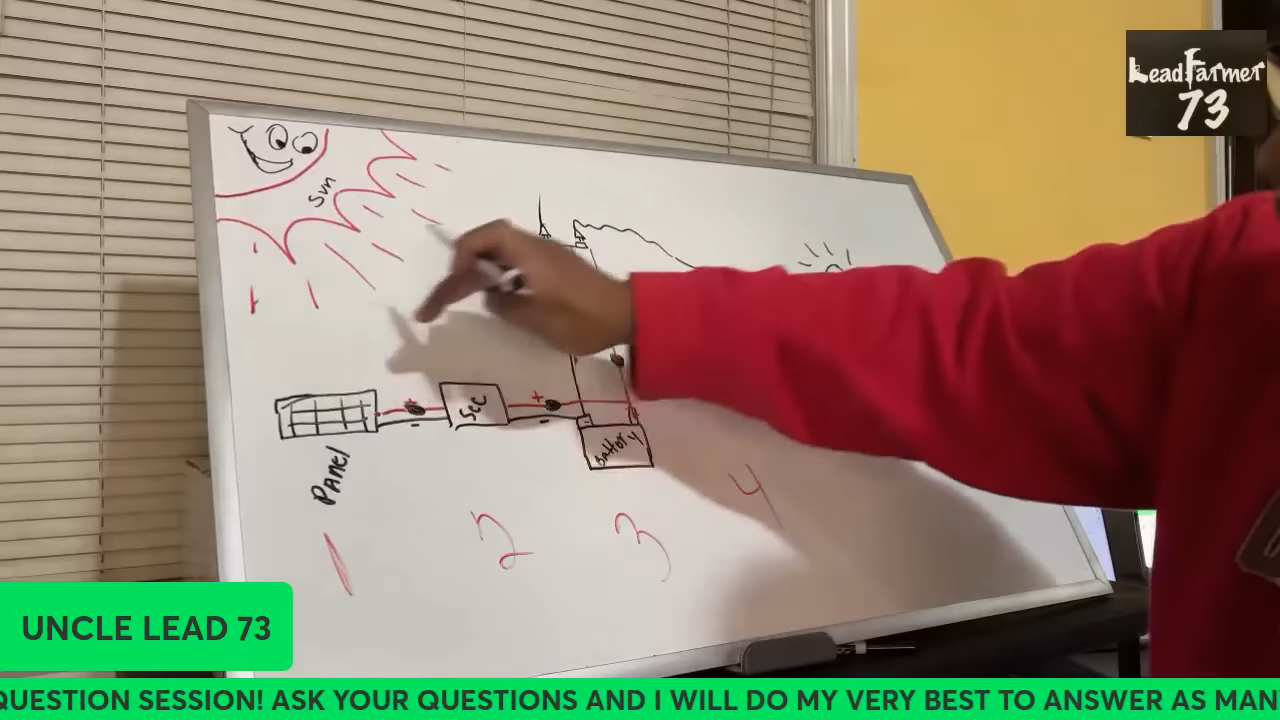 LeadFarmer
73
Sun
+
+
SCC
-
-
Battery
Panel
1
2
3
4
UNCLE LEAD 73
QUESTION SESSION! ASK YOUR QUESTIONS AND I WILL DO MY VERY BEST TO ANSWER AS MAN